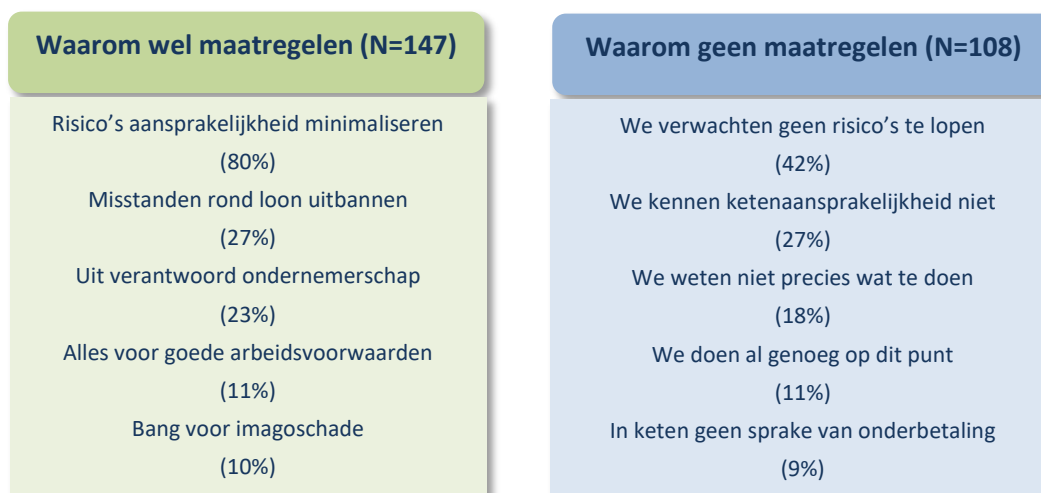 Waarom wel maatregelen (N=147)
Risico’s aansprakelijkheid minimaliseren
(80%)
Misstanden rond loon uitbannen
(27%)
Uit verantwoord ondernemerschap
(23%)
Alles voor goede arbeidsvoorwaarden
(11%)
Bang voor imagoschade
(10%)
Waarom geen maatregelen (N=108)
We verwachten geen risico’s te lopen
(42%)
We kennen ketenaansprakelijkheid niet
(27%)
We weten niet precies wat te doen
(18%)
We doen al genoeg op dit punt
(11%)
In keten geen sprake van onderbetaling
(9%)